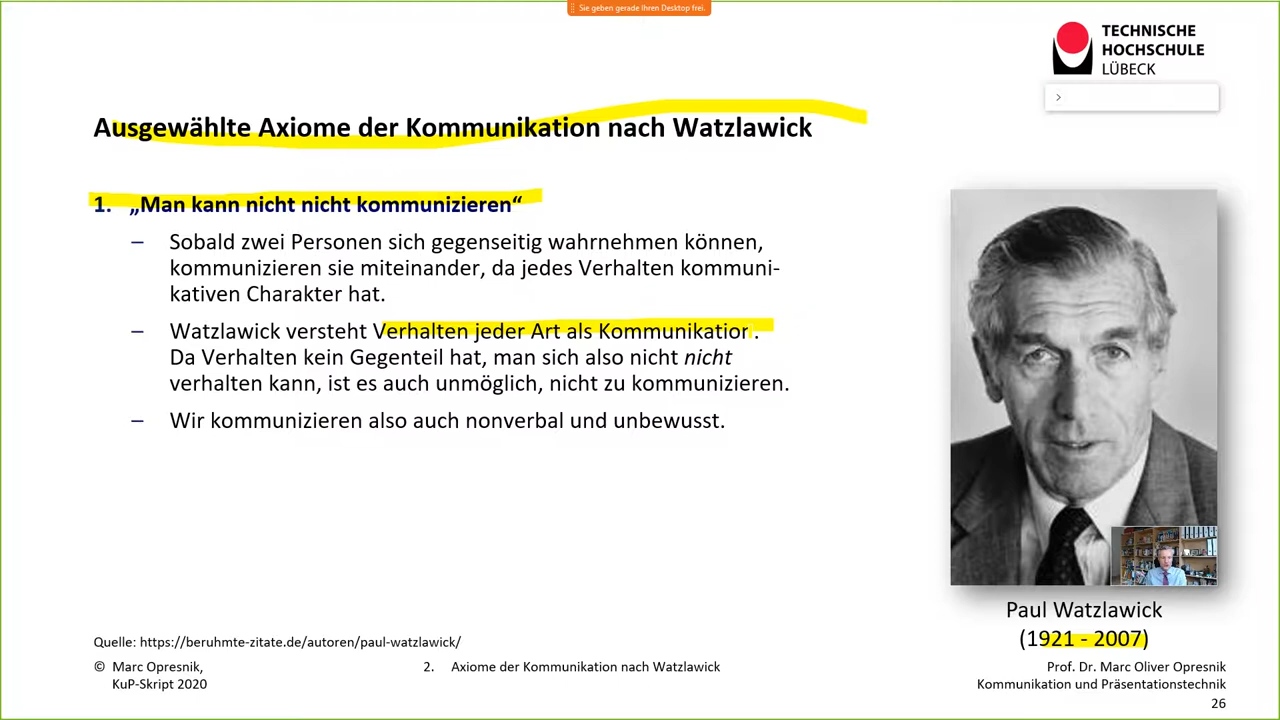 Sie geben gerade Ihren Desktop frei.
TECHNISCHE
HOCHSCHULE
LÜBECK
Ausgewählte Axiome der Kommunikation nach Watzlawick
1. „Man kann nicht nicht kommunizieren“
– Sobald zwei Personen sich gegenseitig wahrnehmen können,
kommunizieren sie miteinander, da jedes Verhalten kommuni-
kativen Charakter hat.
– Watzlawick versteht Verhalten jeder Art als Kommunikation.
Da Verhalten kein Gegenteil hat, man sich also nicht nicht
verhalten kann, ist es auch unmöglich, nicht zu kommunizieren.
– Wir kommunizieren also auch nonverbal und unbewusst.
Paul Watzlawick
(1921 - 2007)
Quelle: https://beruhmte-zitate.de/autoren/paul-watzlawick/
© Marc Opresnik,
KuP-Skript 2020
2. Axiome der Kommunikation nach Watzlawick
Prof. Dr. Marc Oliver Opresnik
Kommunikation und Präsentationstechnik
26